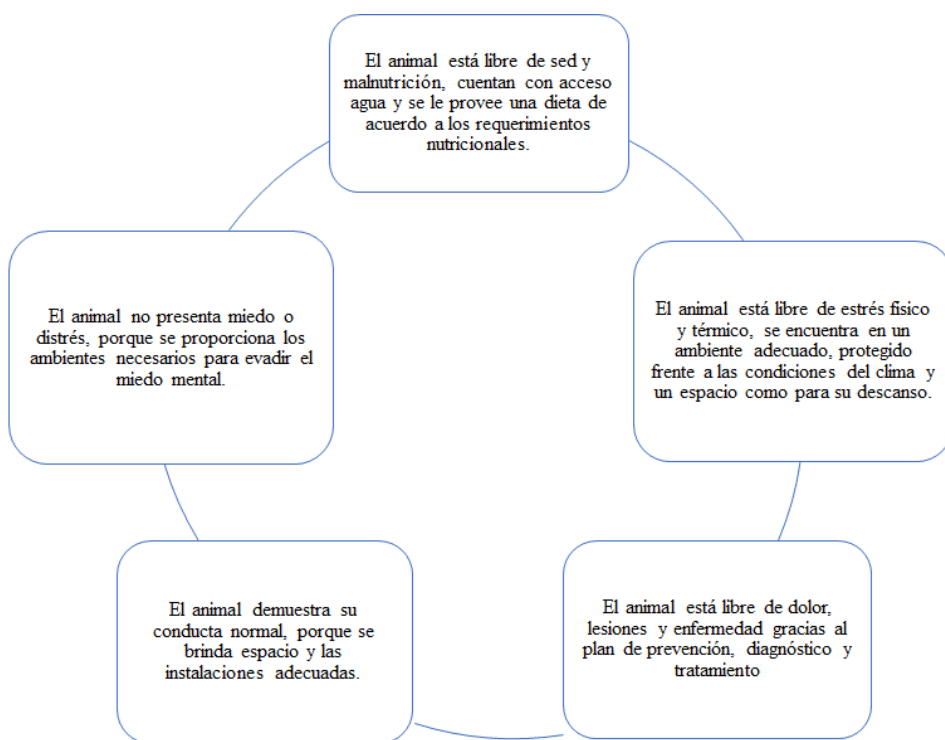 El animal está libre de sed y
malnutrición, cuentan con acceso
agua y se le provee una dieta de
acuerdo a los requerimientos
nutricionales.
El animal está libre de estrés fisico
y térmico, se encuentra en un
ambiente adecuado, protegido
frente a las condiciones del clima y
un espacio como para su descanso.
El animal está libre de dolor,
lesiones y enfermedad gracias al
plan de prevención, diagnóstico y
tratamiento
El animal demuestra su
conducta normal, porque se
brinda espacio y las
instalaciones adecuadas.
El animal no presenta miedo o
distrés, porque se proporciona los
ambientes necesarios para evadir el
miedo mental.